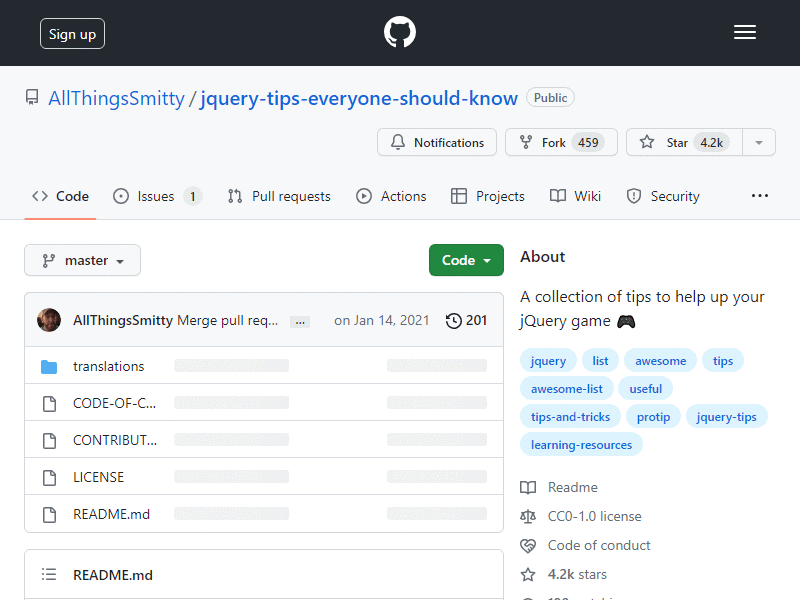 Sign up
AllThingsSmitty / jquery-tips-everyone-should-know Public
Notifications Fork 459 Star 4.2k
Code Issues 1 Pull requests Actions Projects Wiki Security ...
master Code
AllThingsSmitty Merge pull req... ... on Jan 14, 2021 201
translations
CODE-OF-C...
CONTRIBUT...
LICENSE
README.md
README.md
About
A collection of tips to help up your
jQuery game
jquery list awesome tips
awesome-list useful
tips-and-tricks protip jquery-tips
learning-resources
Readme
CC0-1.0 license
Code of conduct
4.2k stars